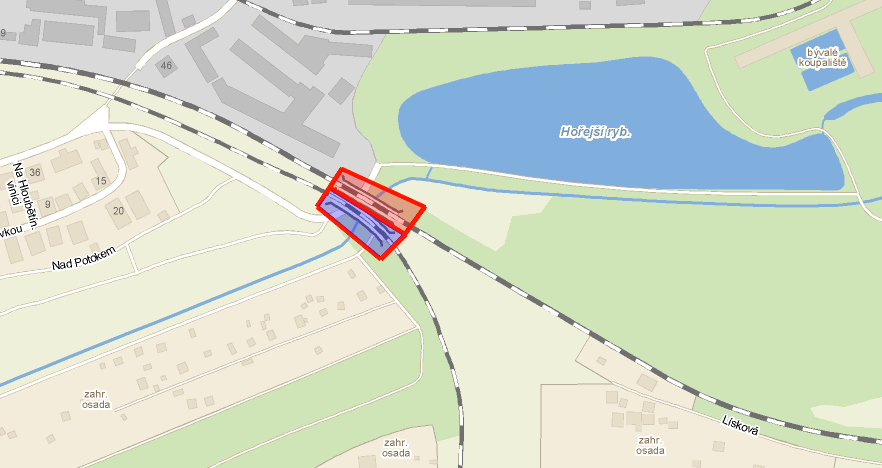 9
46
bývalé
koupaliště
Hořejší ryb.
36
15
9
20
Na Hloubětín.
vinici
vkou
Nad Potokem
zahr.
osada
zahr.
osada
zahr.
osada
Lísková